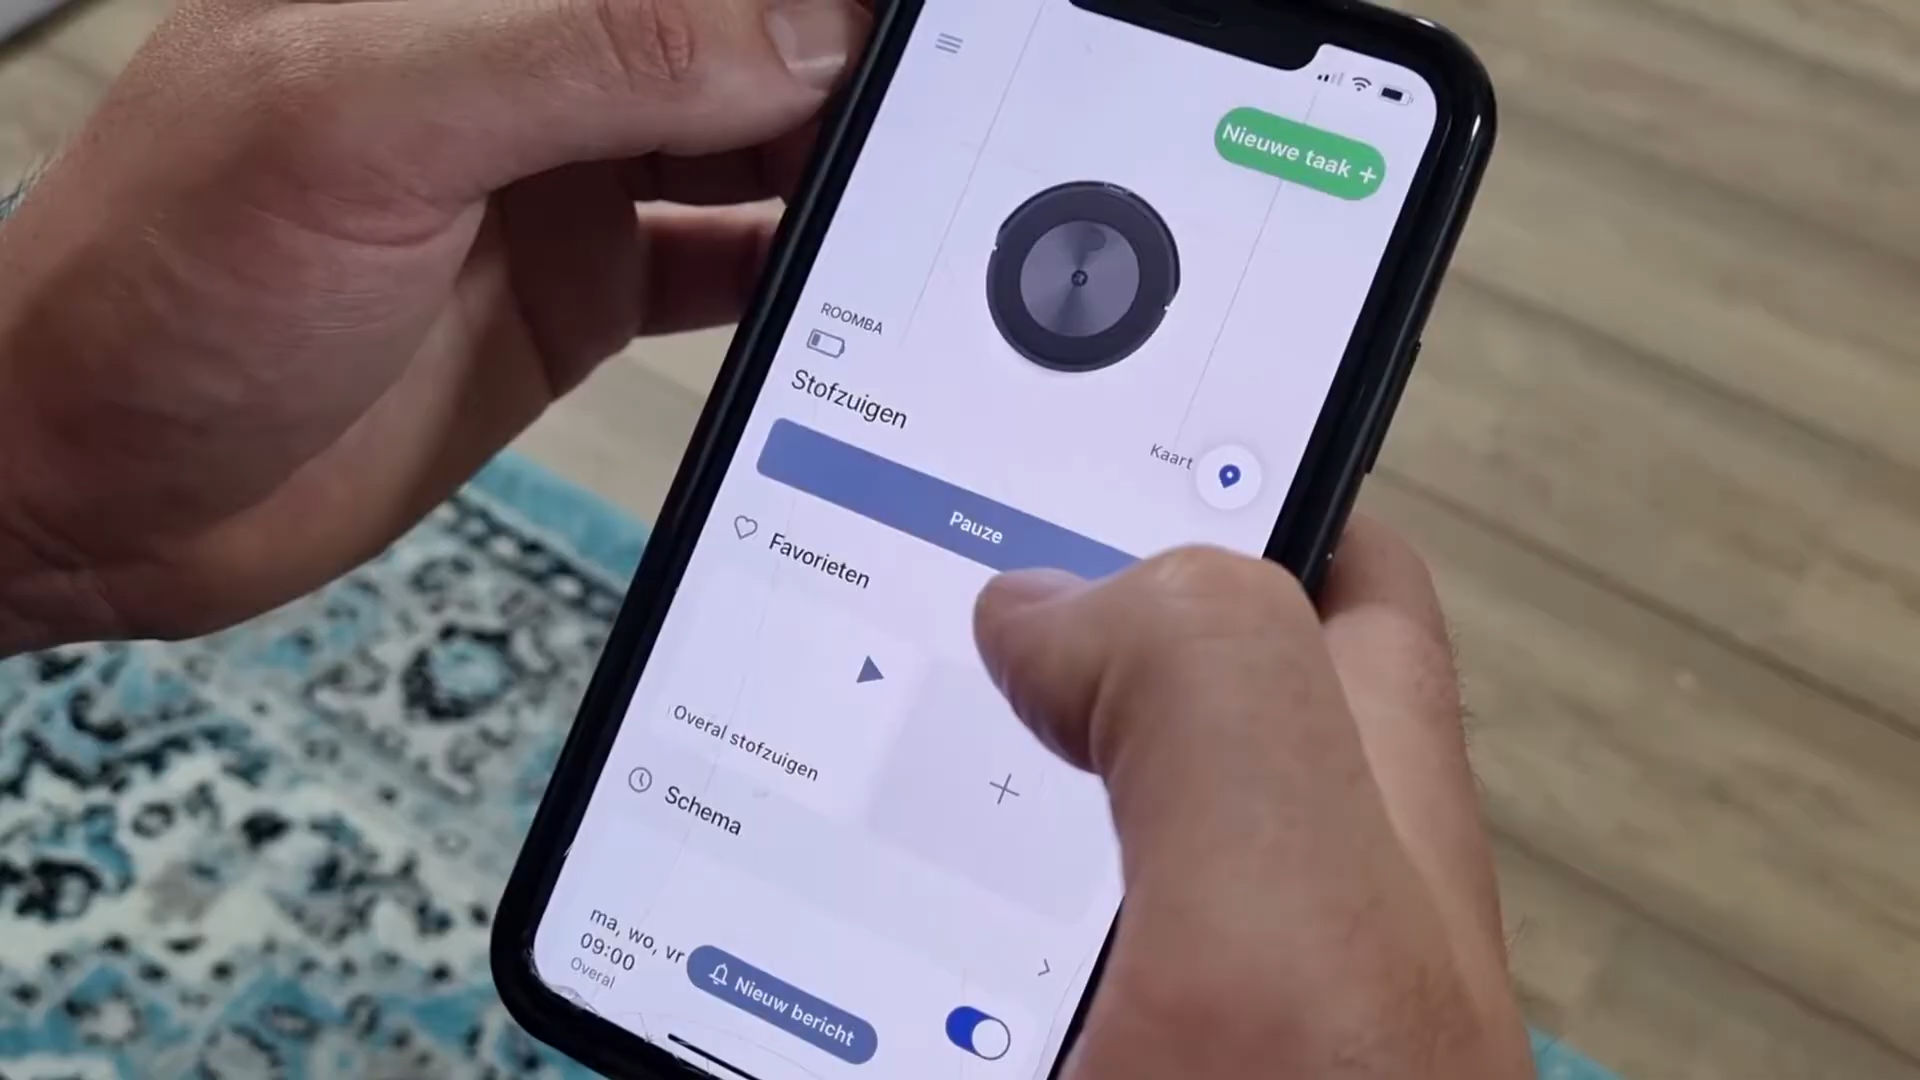 Nieuwe taak +
ROOMBA
Stofzuigen
Kaart
Pauze
Favorieten
Overal stofzuigen
Schema
ma, wo, vr
09:00
Overal
Nieuw bericht